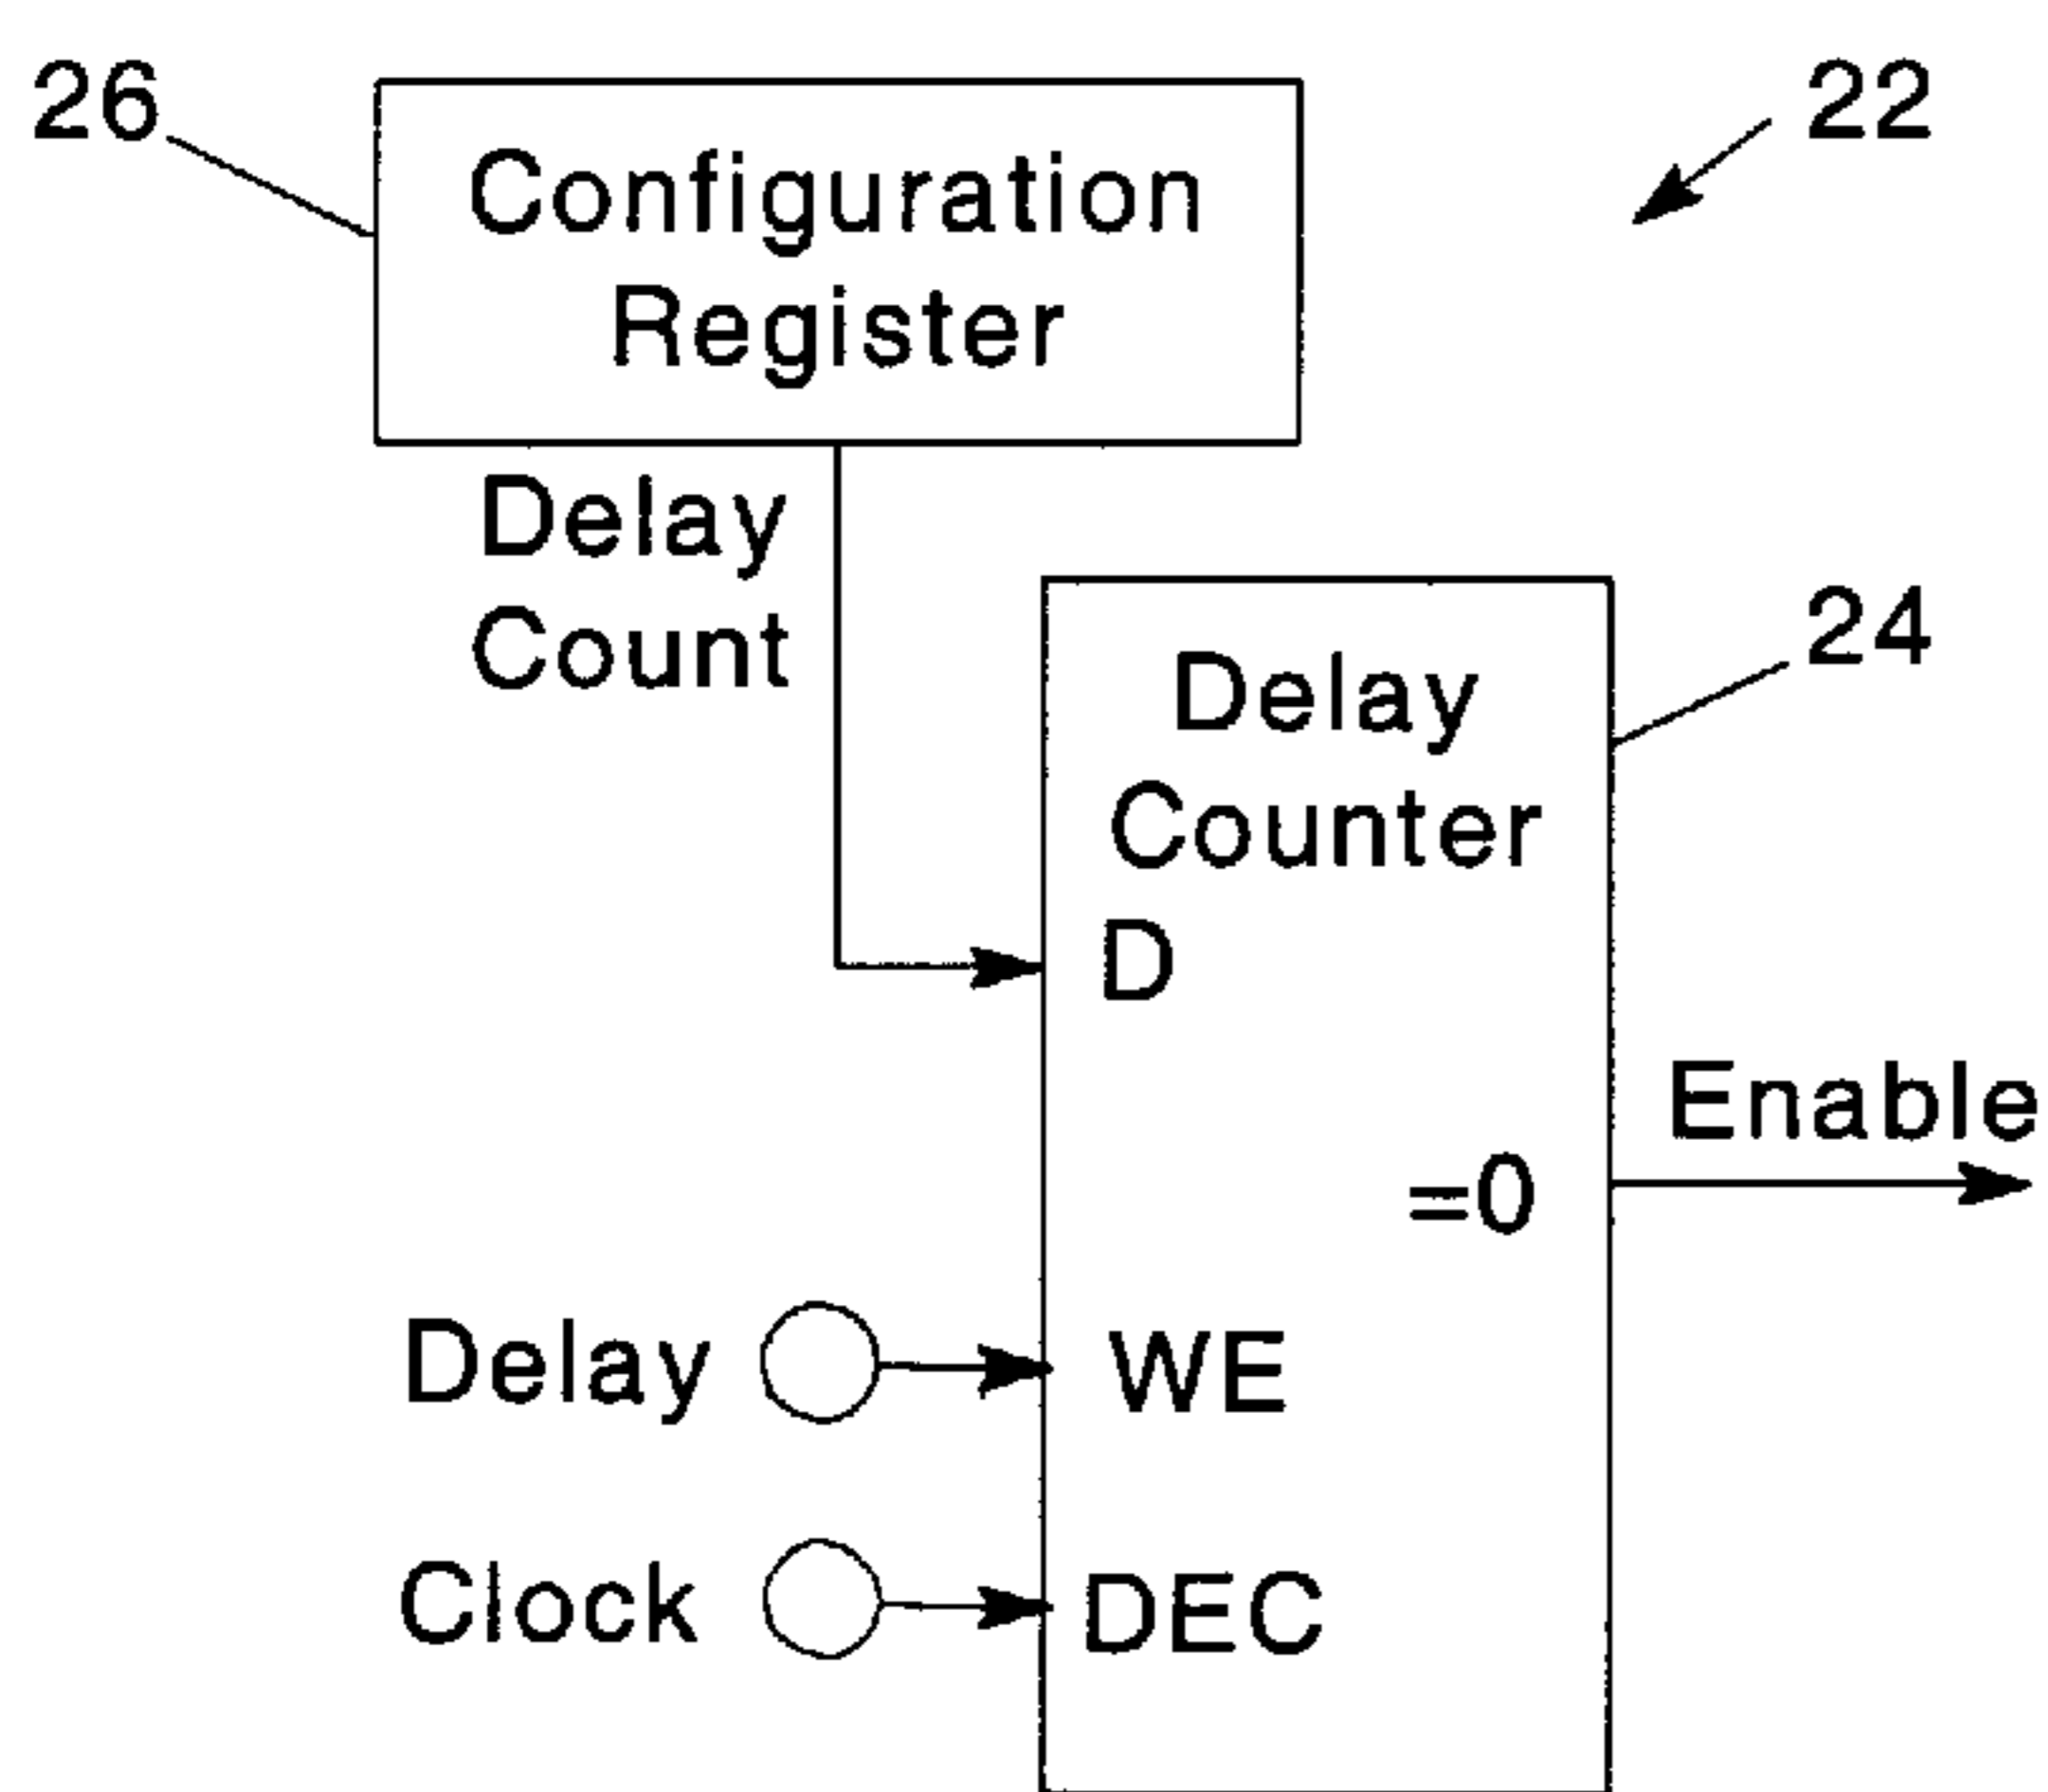 26
Configuration
Register
22
Delay
Count
Delay
Counter
24
D
Enable
=0
Delay
WE
Clock
DEC